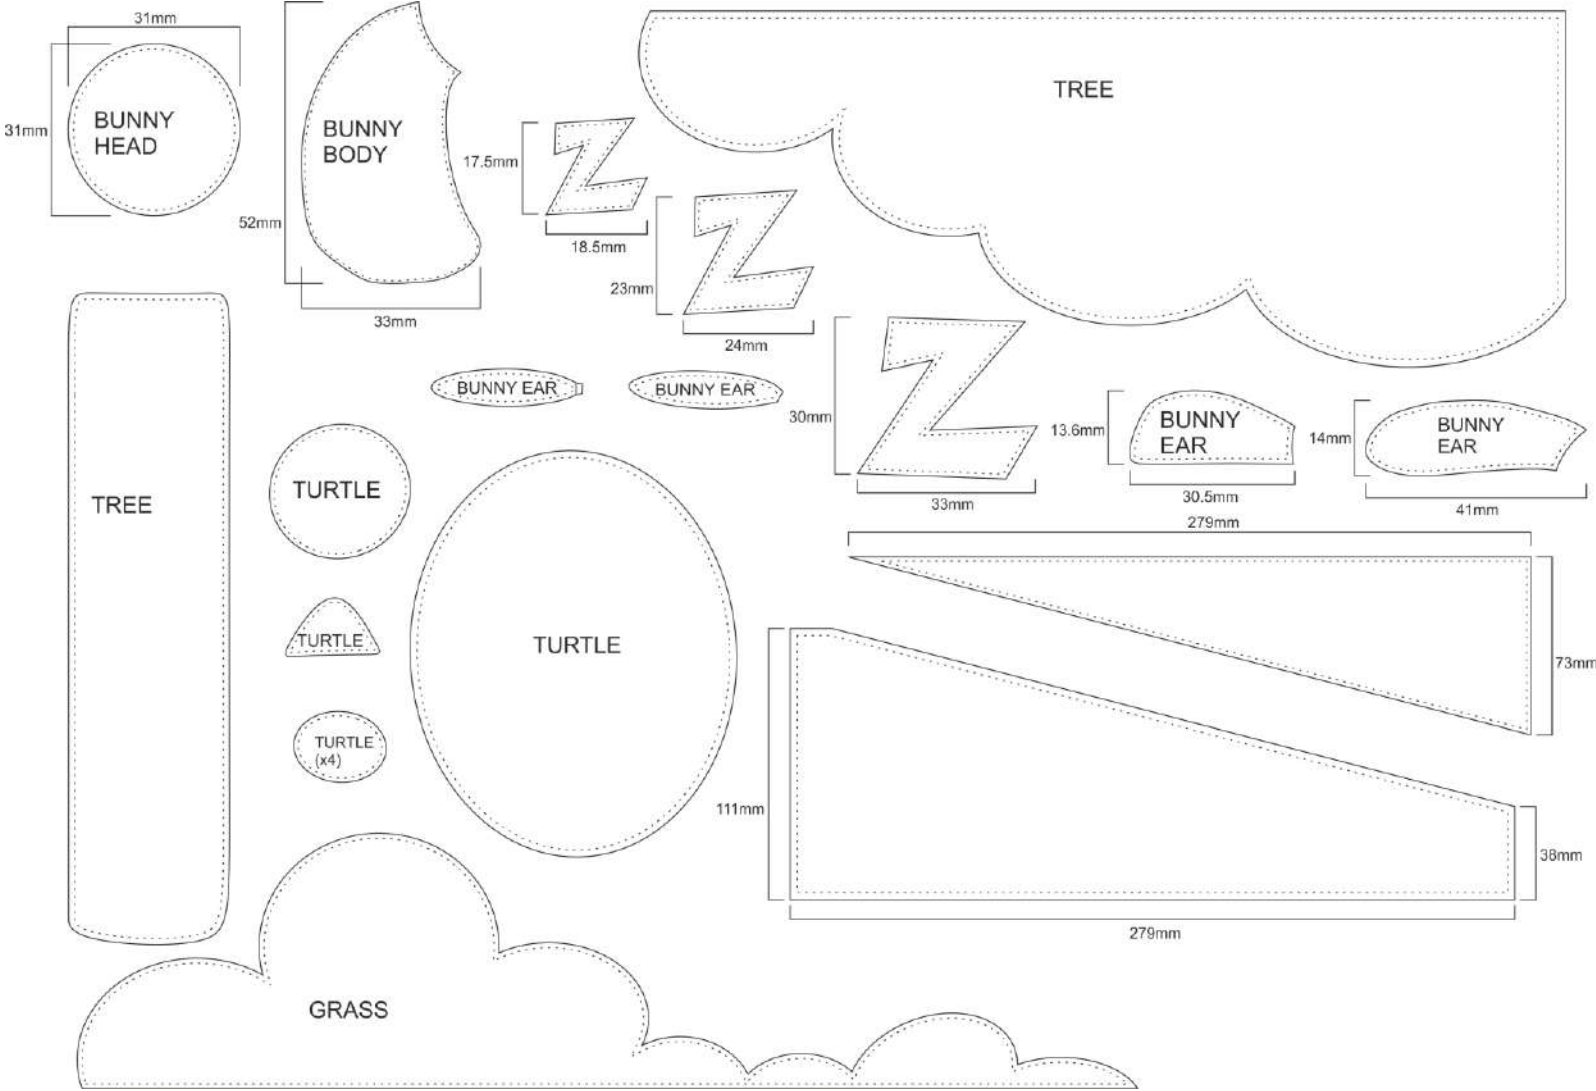 31mm
31mm
BUNNY
HEAD
52mm
BUNNY
BODY
33mm
17.5mm
18.5mm
23mm
24mm
TREE
30mm
33mm
BUNNY EAR
BUNNY EAR
13.6mm
BUNNY
EAR
30.5mm
14mm
BUNNY
EAR
41mm
TREE
TURTLE
TURTLE
TURTLE
(x4)
TURTLE
279mm
73mm
111mm
38mm
279mm
GRASS